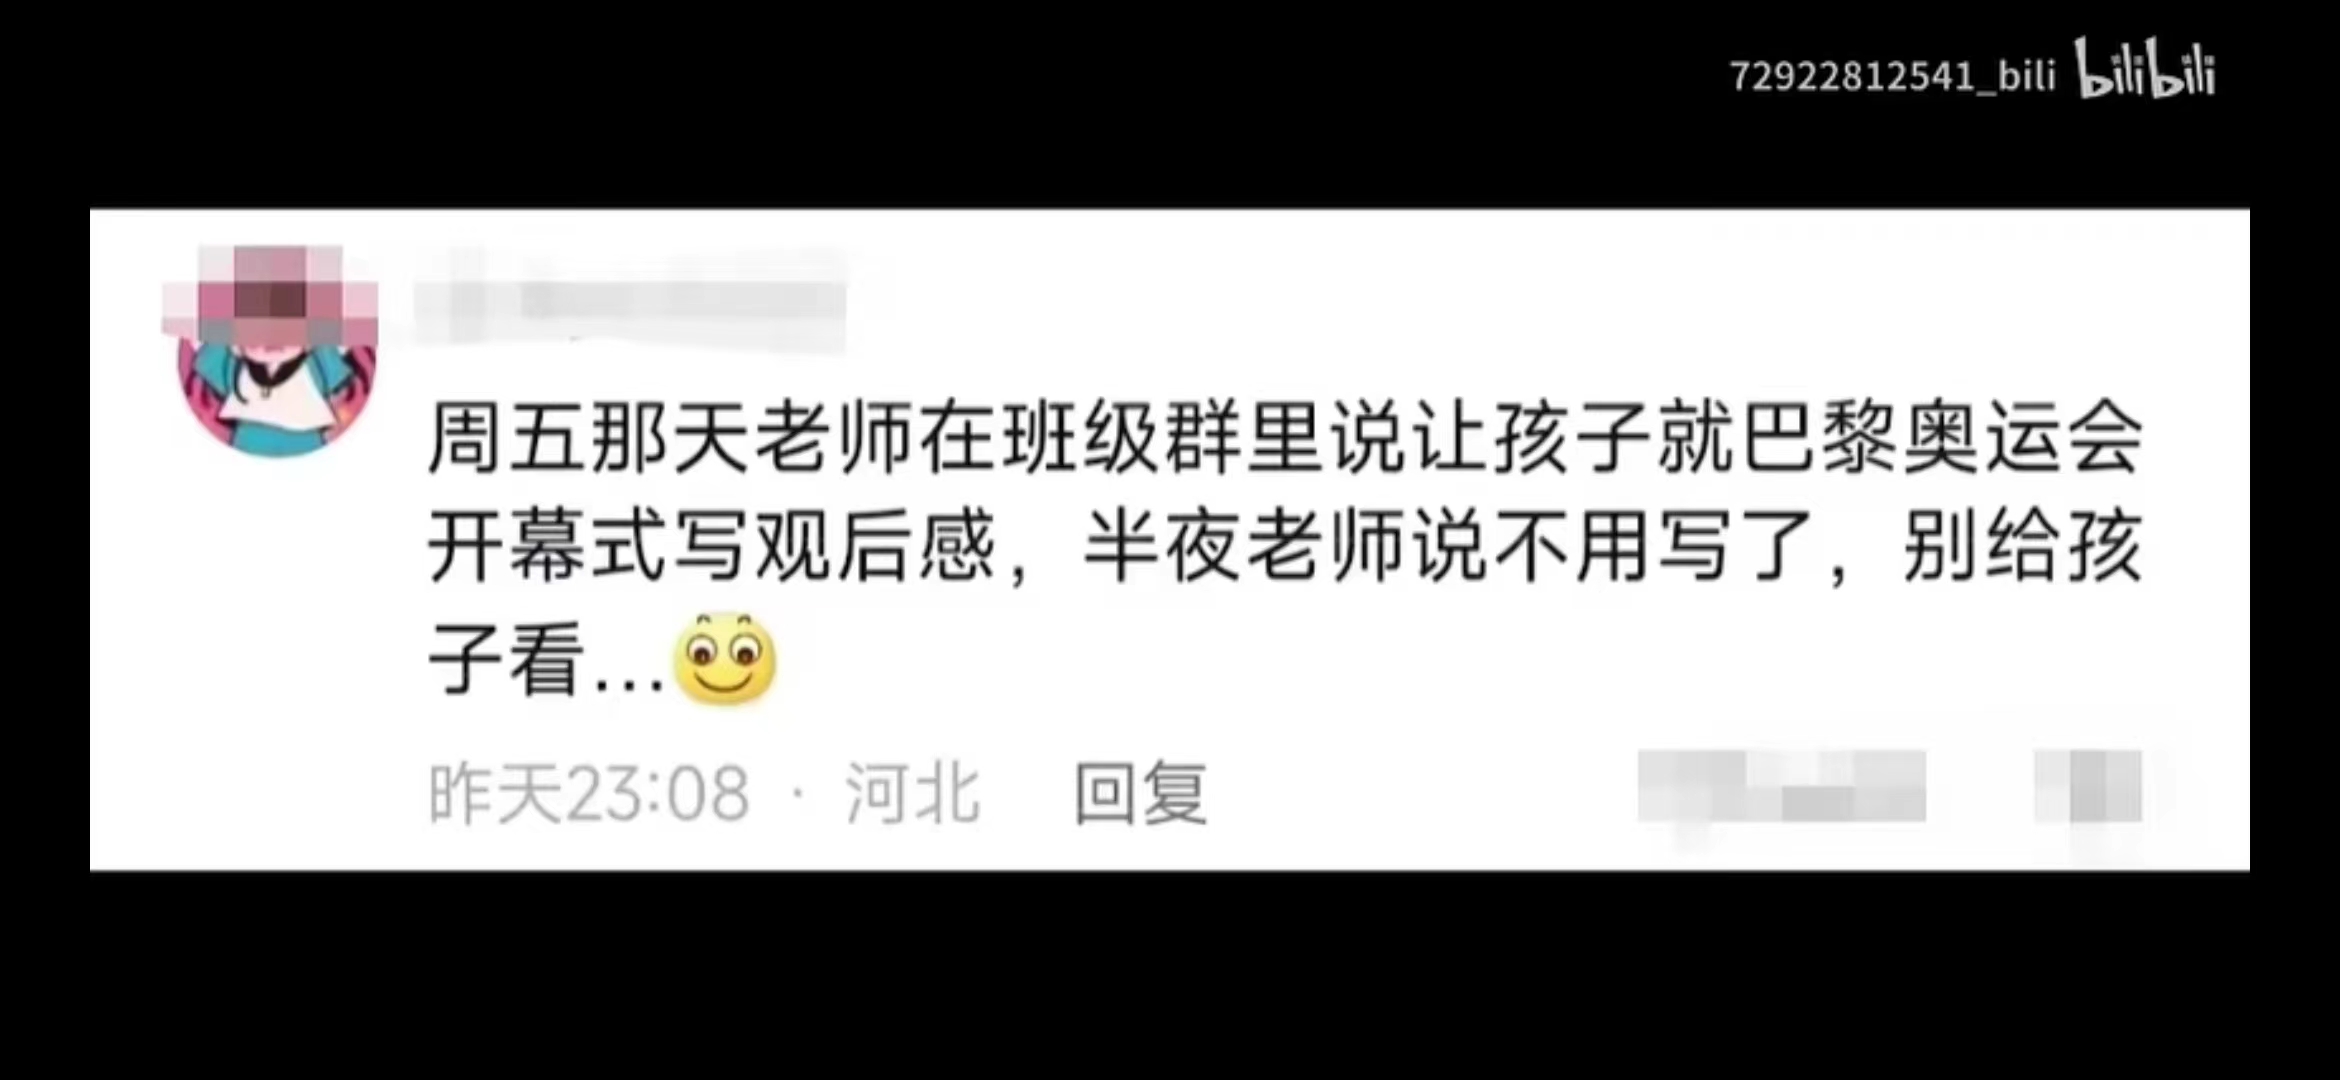 72922812541_bili bilibili
周五那天老师在班级群里说让孩子就巴黎奥运会
开幕式写观后感，半夜老师说不用写了，别给孩
子看...
昨天23:08 · 河北 回复